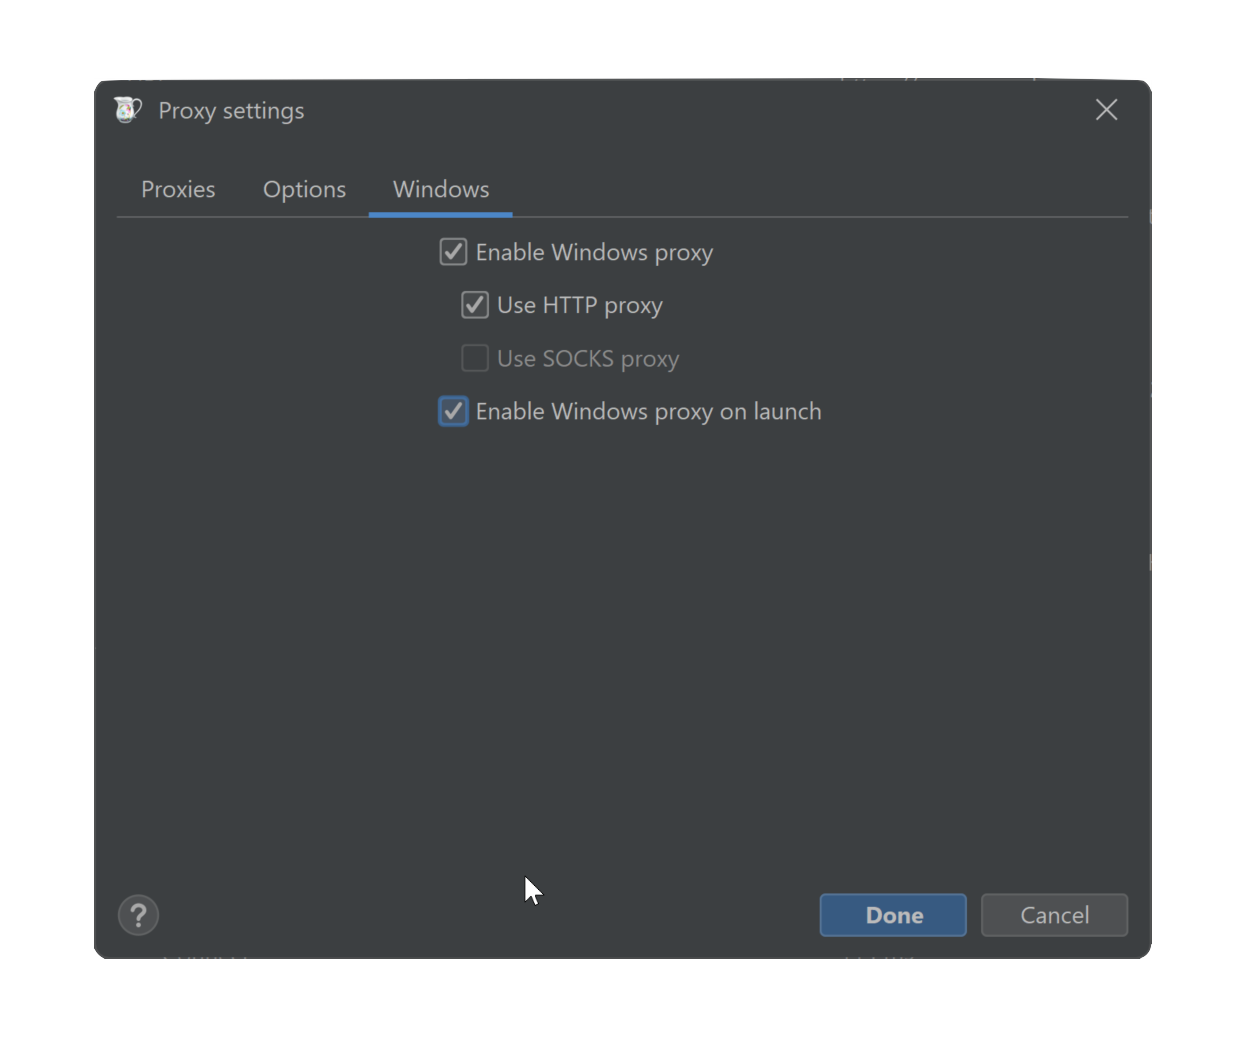 Proxy settings
Proxies Options Windows
Enable Windows proxy
Use HTTP proxy
Use SOCKS proxy
Enable Windows proxy on launch
?
Done Cancel